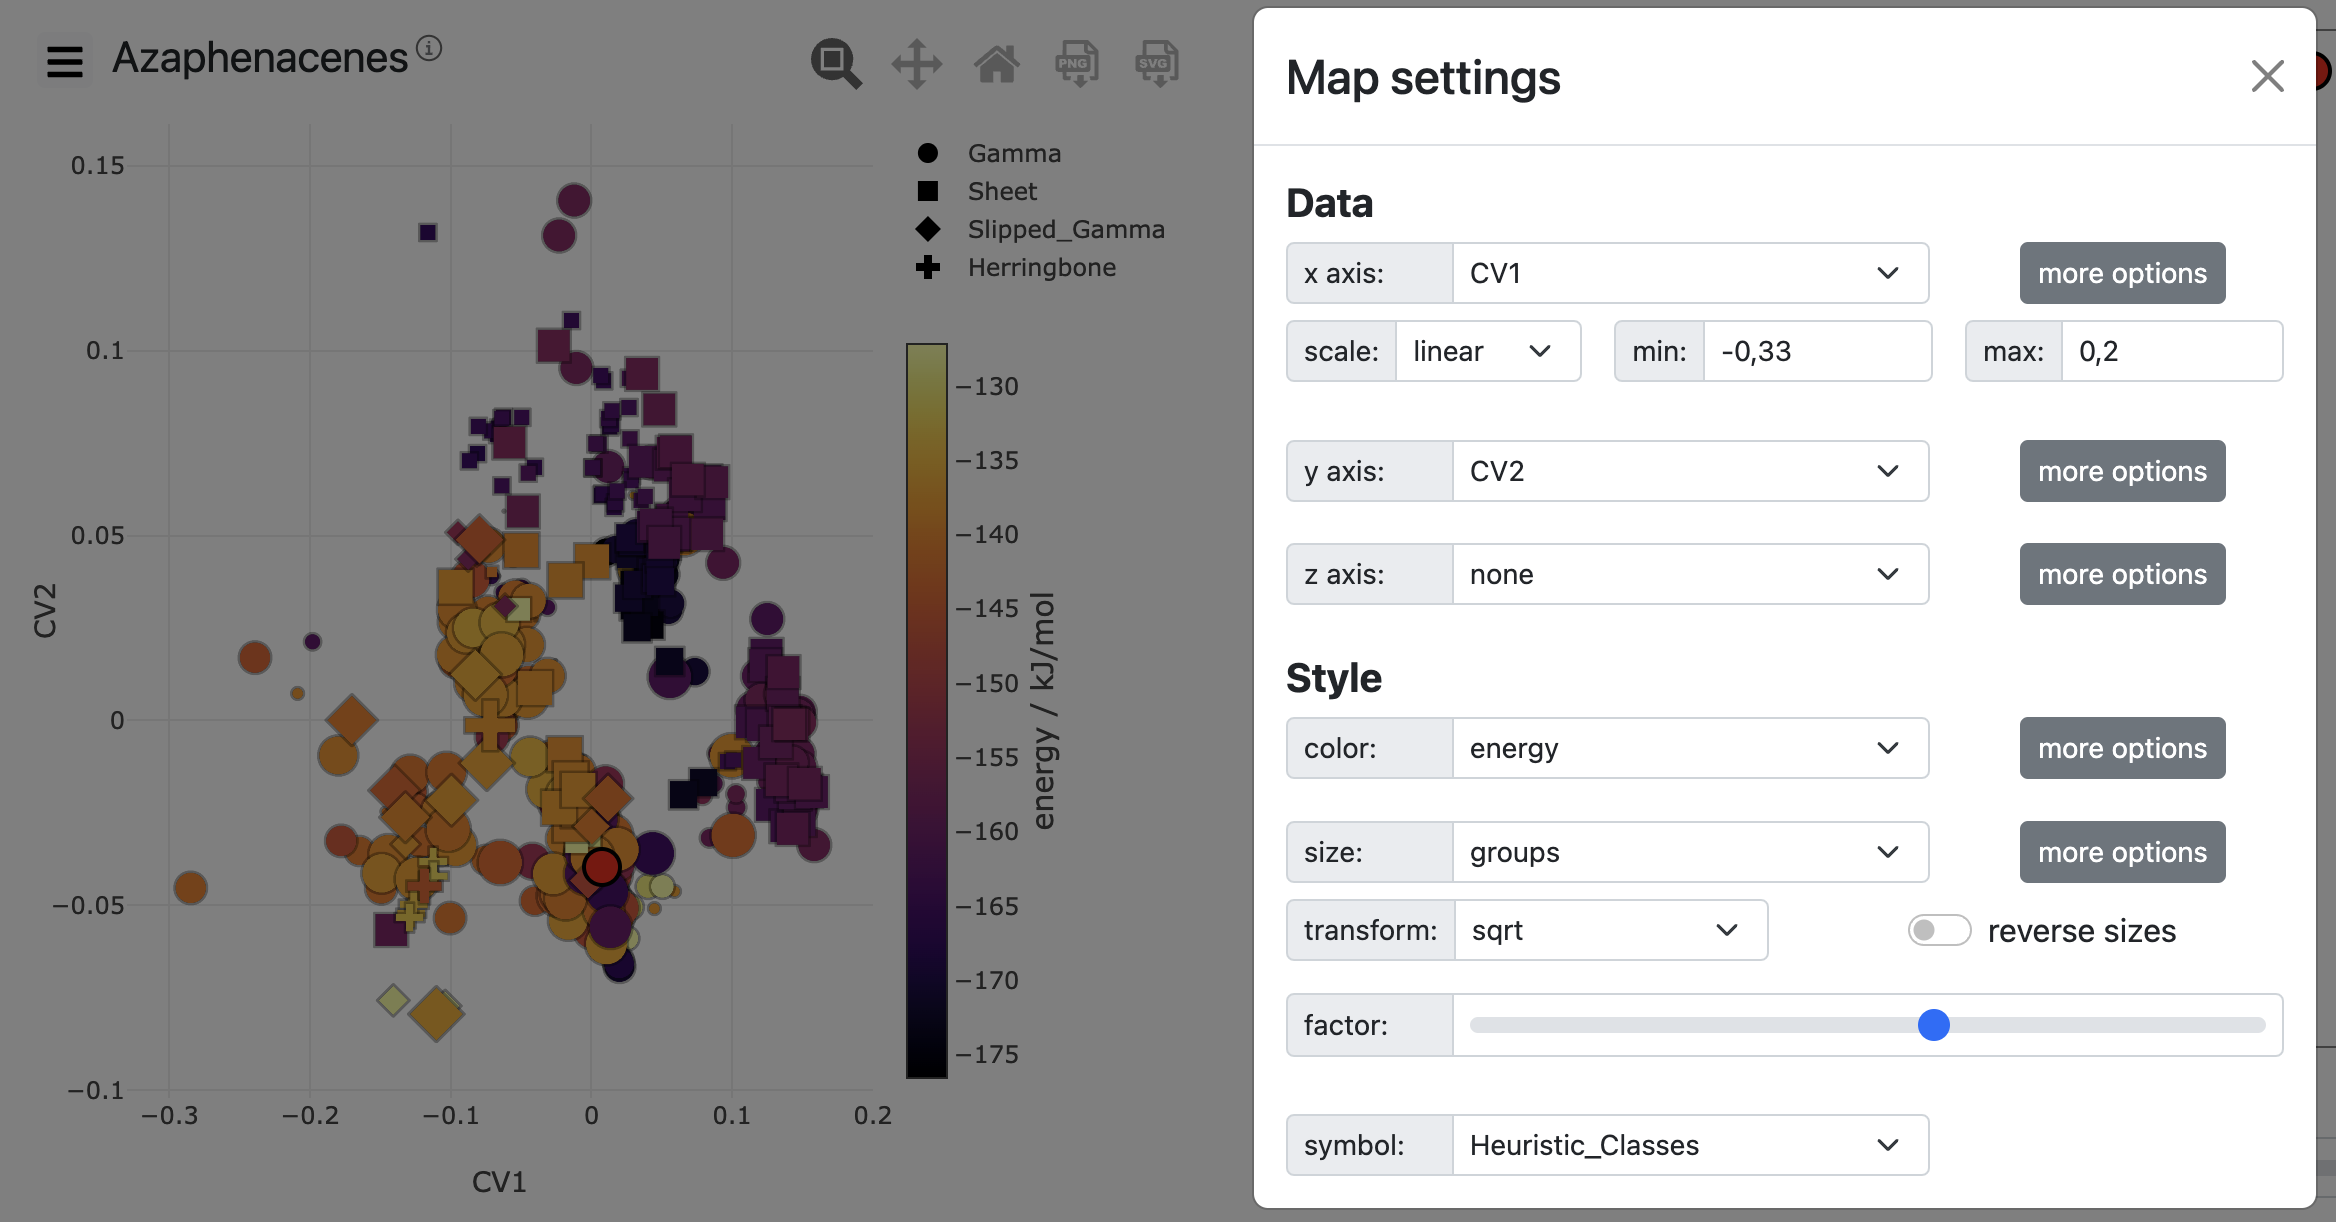 Azaphenacenes
PNG
SVG
Gamma
Sheet
Slipped_Gamma
Herringbone
0.15
0.1
0.05
0
−0.05
−0.1
CV2
−0.3
−0.2
−0.1
0
0.1
0.2
CV1
−130
−135
−140
−145
−150
−155
−160
−165
−170
−175
energy / kJ/mol
Map settings
Data
x axis: CV1 more options
scale: linear min: -0,33 max: 0,2
y axis: CV2 more options
z axis: none more options
Style
color: energy more options
size: groups more options
transform: sqrt reverse sizes
factor:
symbol: Heuristic_Classes